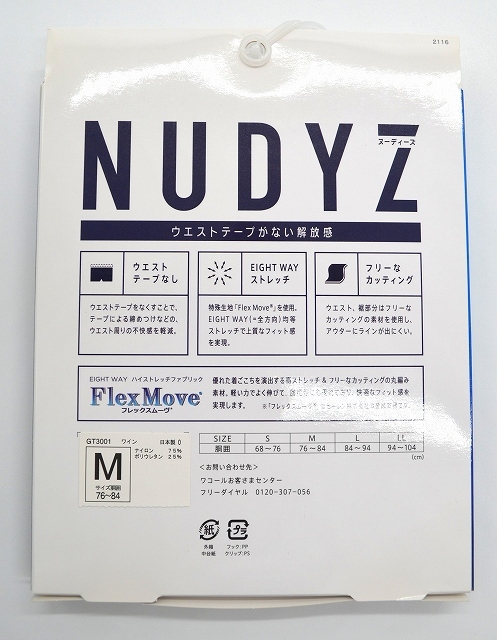 2116
NUDYZ
ヌーディーズ
ウエストテープがない解放感
ウエスト
テープなし
ウエストテープをなくすことで、
テープによる締めつけなどの、
ウエスト周りの不快感を軽減。
EIGHT WAY
ストレッチ
特殊生地「Flex Move®」を使用。
EIGHT WAY(=全方向)均等
ストレッチで上質なフィット感
を実現。
フリーな
カッティング
ウエスト、裾部分はフリーな
カッティングの素材を使用し、
アウターにラインが出にくい。
EIGHT WAY ハイストレッチファブリック
Flex Move®
フレックスムーヴ®
優れた着ごこちを演出する高ストレッチ & フリーなカッティングの丸編み
素材。軽い力でよく伸びて、
快適なフィット感を
実現します。
GT3001 ワイン 日本製 0
M
サイズ胴囲
76~84
ナイロン 75%
ポリウレタン 25%
SIZE S M L LL
胴囲 68~76 76~84 84~94 94~104
(cm)
<お問い合わせ先>
ワコールお客さまセンター
フリーダイヤル 0120-307-056
紙
外箱
中台紙
プラ
フック:PP
クリップ:PS